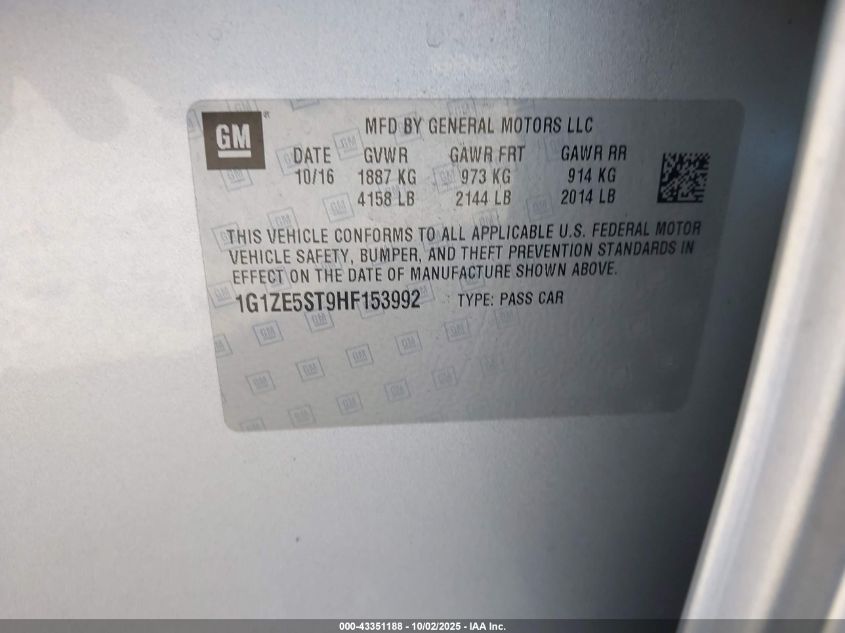 GM
MFD BY GENERAL MOTORS LLC
DATE GVWR GAWR FRT GAWR RR
10/16 1887 KG 973 KG 914 KG
4158 LB 2144 LB 2014 LB
THIS VEHICLE CONFORMS TO ALL APPLICABLE U.S. FEDERAL MOTOR
VEHICLE SAFETY, BUMPER, AND THEFT PREVENTION STANDARDS IN
EFFECT ON THE DATE OF MANUFACTURE SHOWN ABOVE.
1G1ZE5ST9HF153992 TYPE: PASS CAR
000-43351188 - 10/02/2025 - IAA Inc.